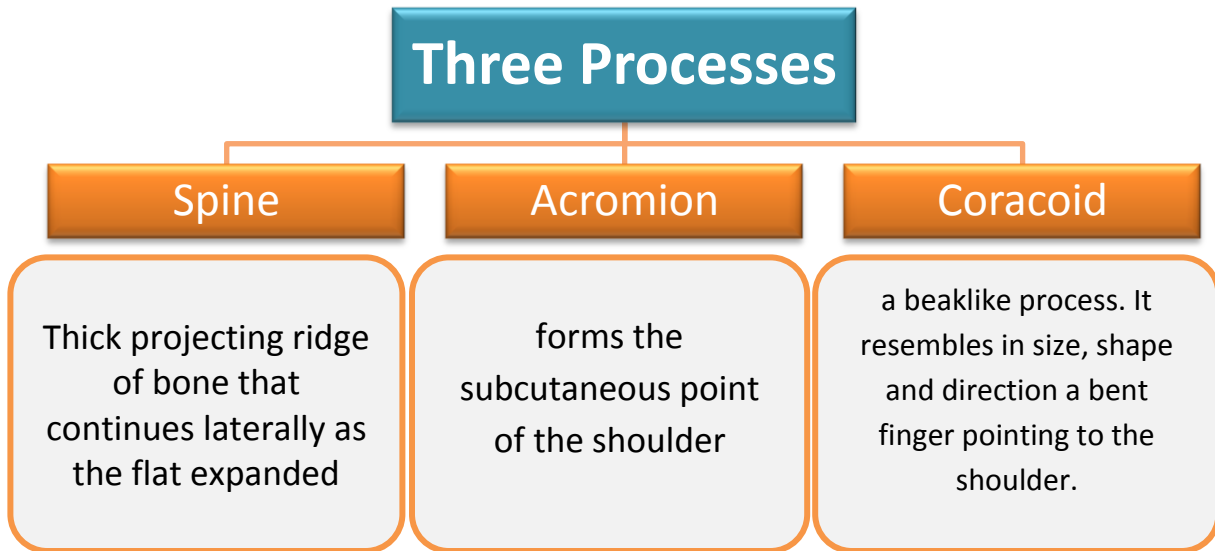 Three Processes
Spine
Thick projecting ridge
of bone that
continues laterally as
the flat expanded
Acromion
forms the
subcutaneous point
of the shoulder
Coracoid
a beaklike process. It
resembles in size, shape
and direction a bent
finger pointing to the
shoulder.